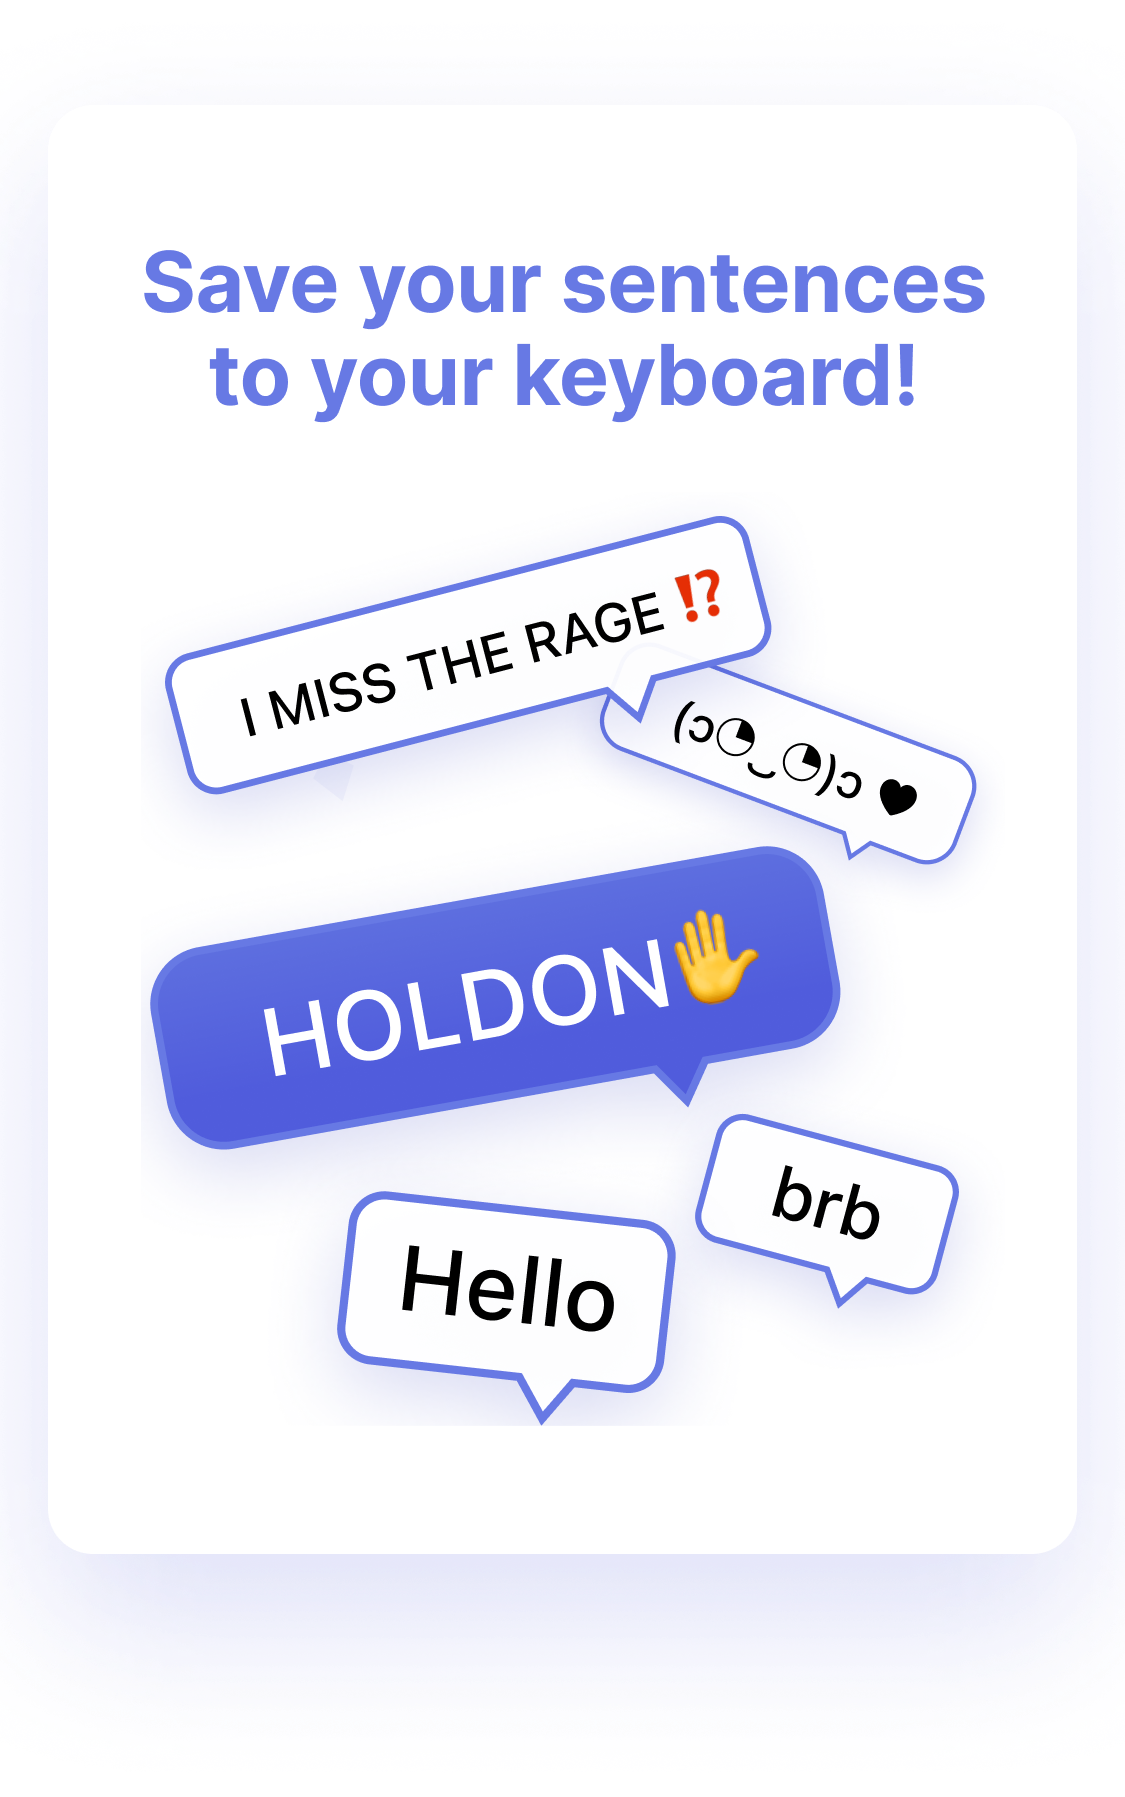 Save your sentences
to your keyboard!
I MISS THE RAGE ⁉️
(ɔ◔‿◔)ɔ ♥
HOLDON✋
brb
Hello